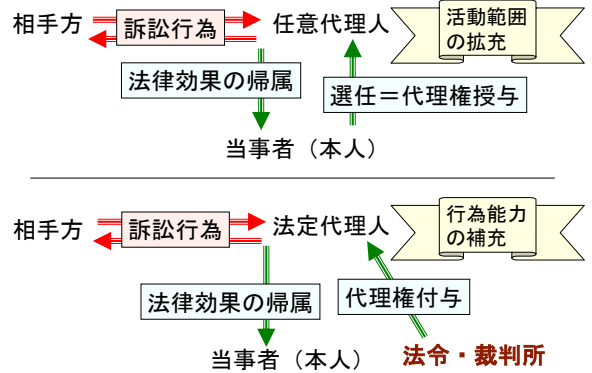 相手方
訴訟行為
任意代理人
活動範囲
の拡充
法律効果の帰属
選任＝代理権授与
当事者（本人）
相手方
訴訟行為
法定代理人
行為能力
の補充
法律効果の帰属
代理権付与
当事者（本人）
法令・裁判所